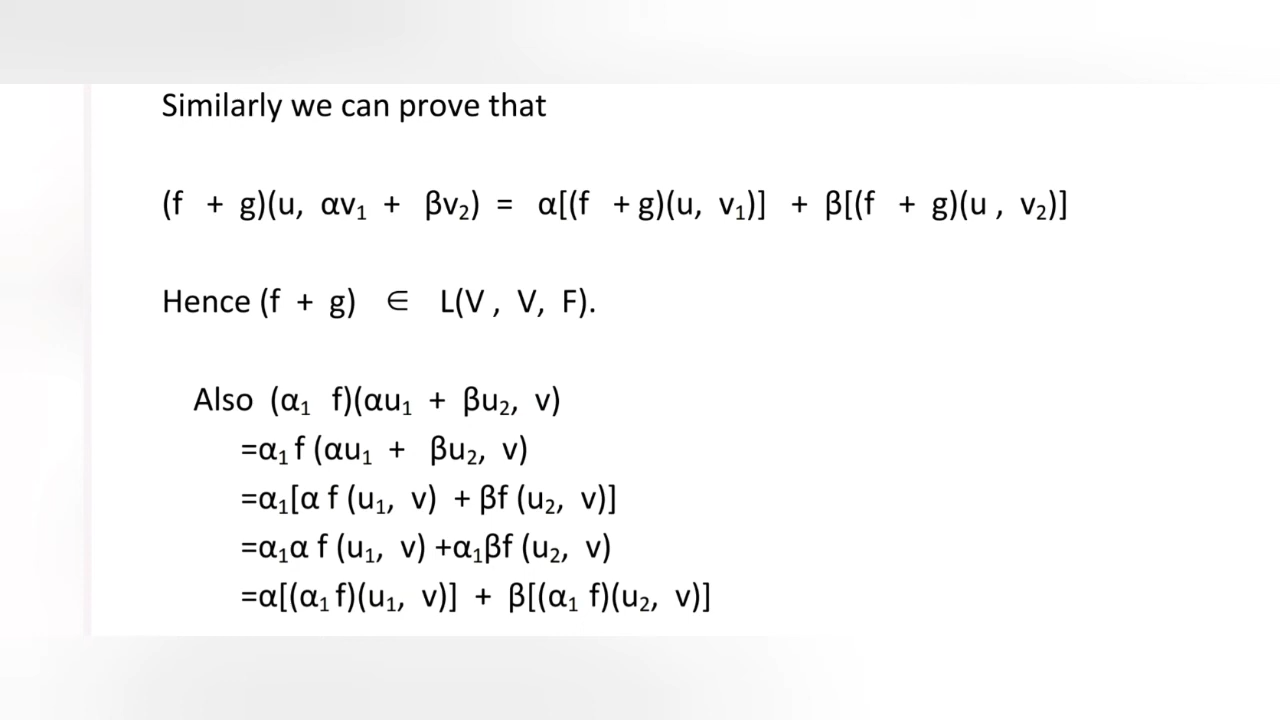 Similarly we can prove that
(f + g)(u, αv₁ + βv₂) = α[(f +g)(u, v₁)] + β[(f + g)(u , v₂)]
Hence (f + g) ∈ L(V , V, F).
Also (α₁ f)(αu₁ + βu₂, v)
=α₁ f (αu₁ + βu₂, v)
=α₁[α f (u₁, v) + βf (u₂, v)]
=α₁α f (u₁, v) +α₁βf (u₂, v)
=α[(α₁ f)(u₁, v)] + β[(α₁ f)(u₂, v)]